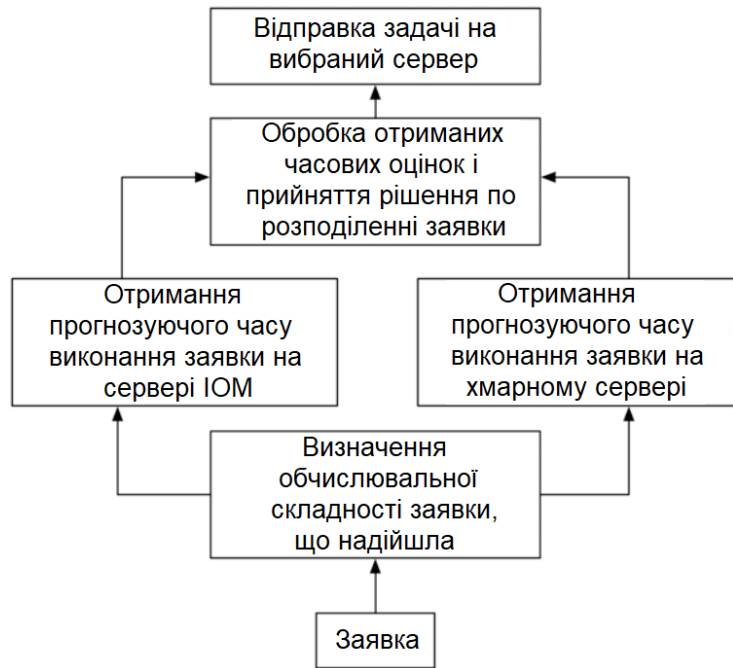 Відправка задачі на
вибраний сервер
Обробка отриманих
часових оцінок і
прийняття рішення по
розподіленні заявки
Отримання
прогнозуючого часу
виконання заявки на
сервері ІОМ
Отримання
прогнозуючого часу
виконання заявки на
хмарному сервері
Визначення
обчислювальної
складності заявки,
що надійшла
Заявка